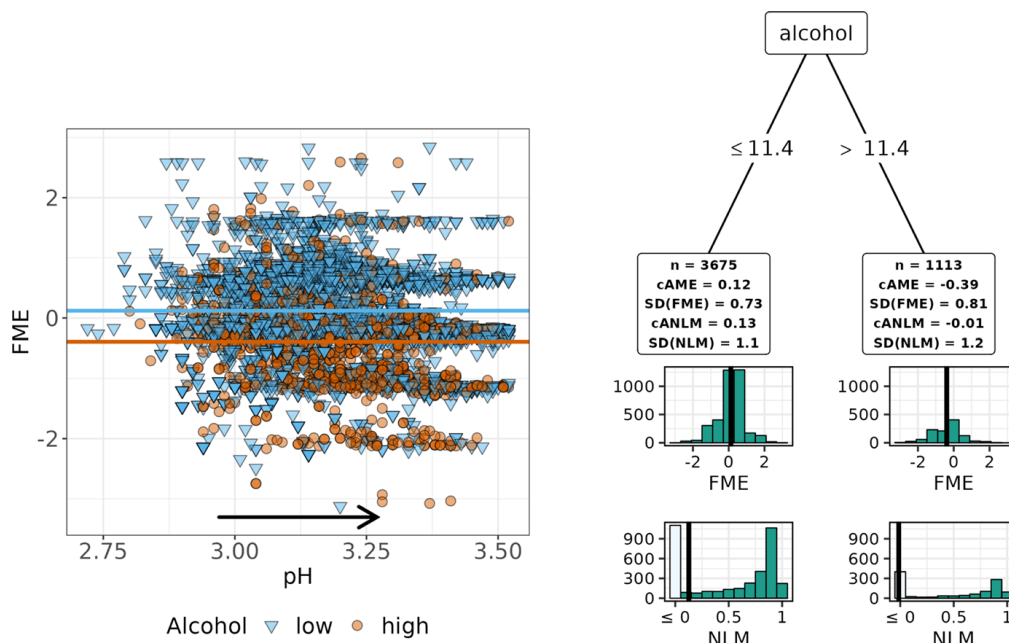 FME
2
0
-2
2.75 3.00 3.25 3.50
pH
Alcohol low high
alcohol
≤ 11.4 > 11.4
n = 3675
cAME = 0.12
SD(FME) = 0.73
cANLM = 0.13
SD(NLM) = 1.1
n = 1113
cAME = -0.39
SD(FME) = 0.81
cANLM = -0.01
SD(NLM) = 1.2
1000
500
0
-2 0 2
FME
1000
500
0
-2 0 2
FME
900
600
300
0
≤ 0 0.5 1
NLM
900
600
300
0
≤ 0 0.5 1
NLM